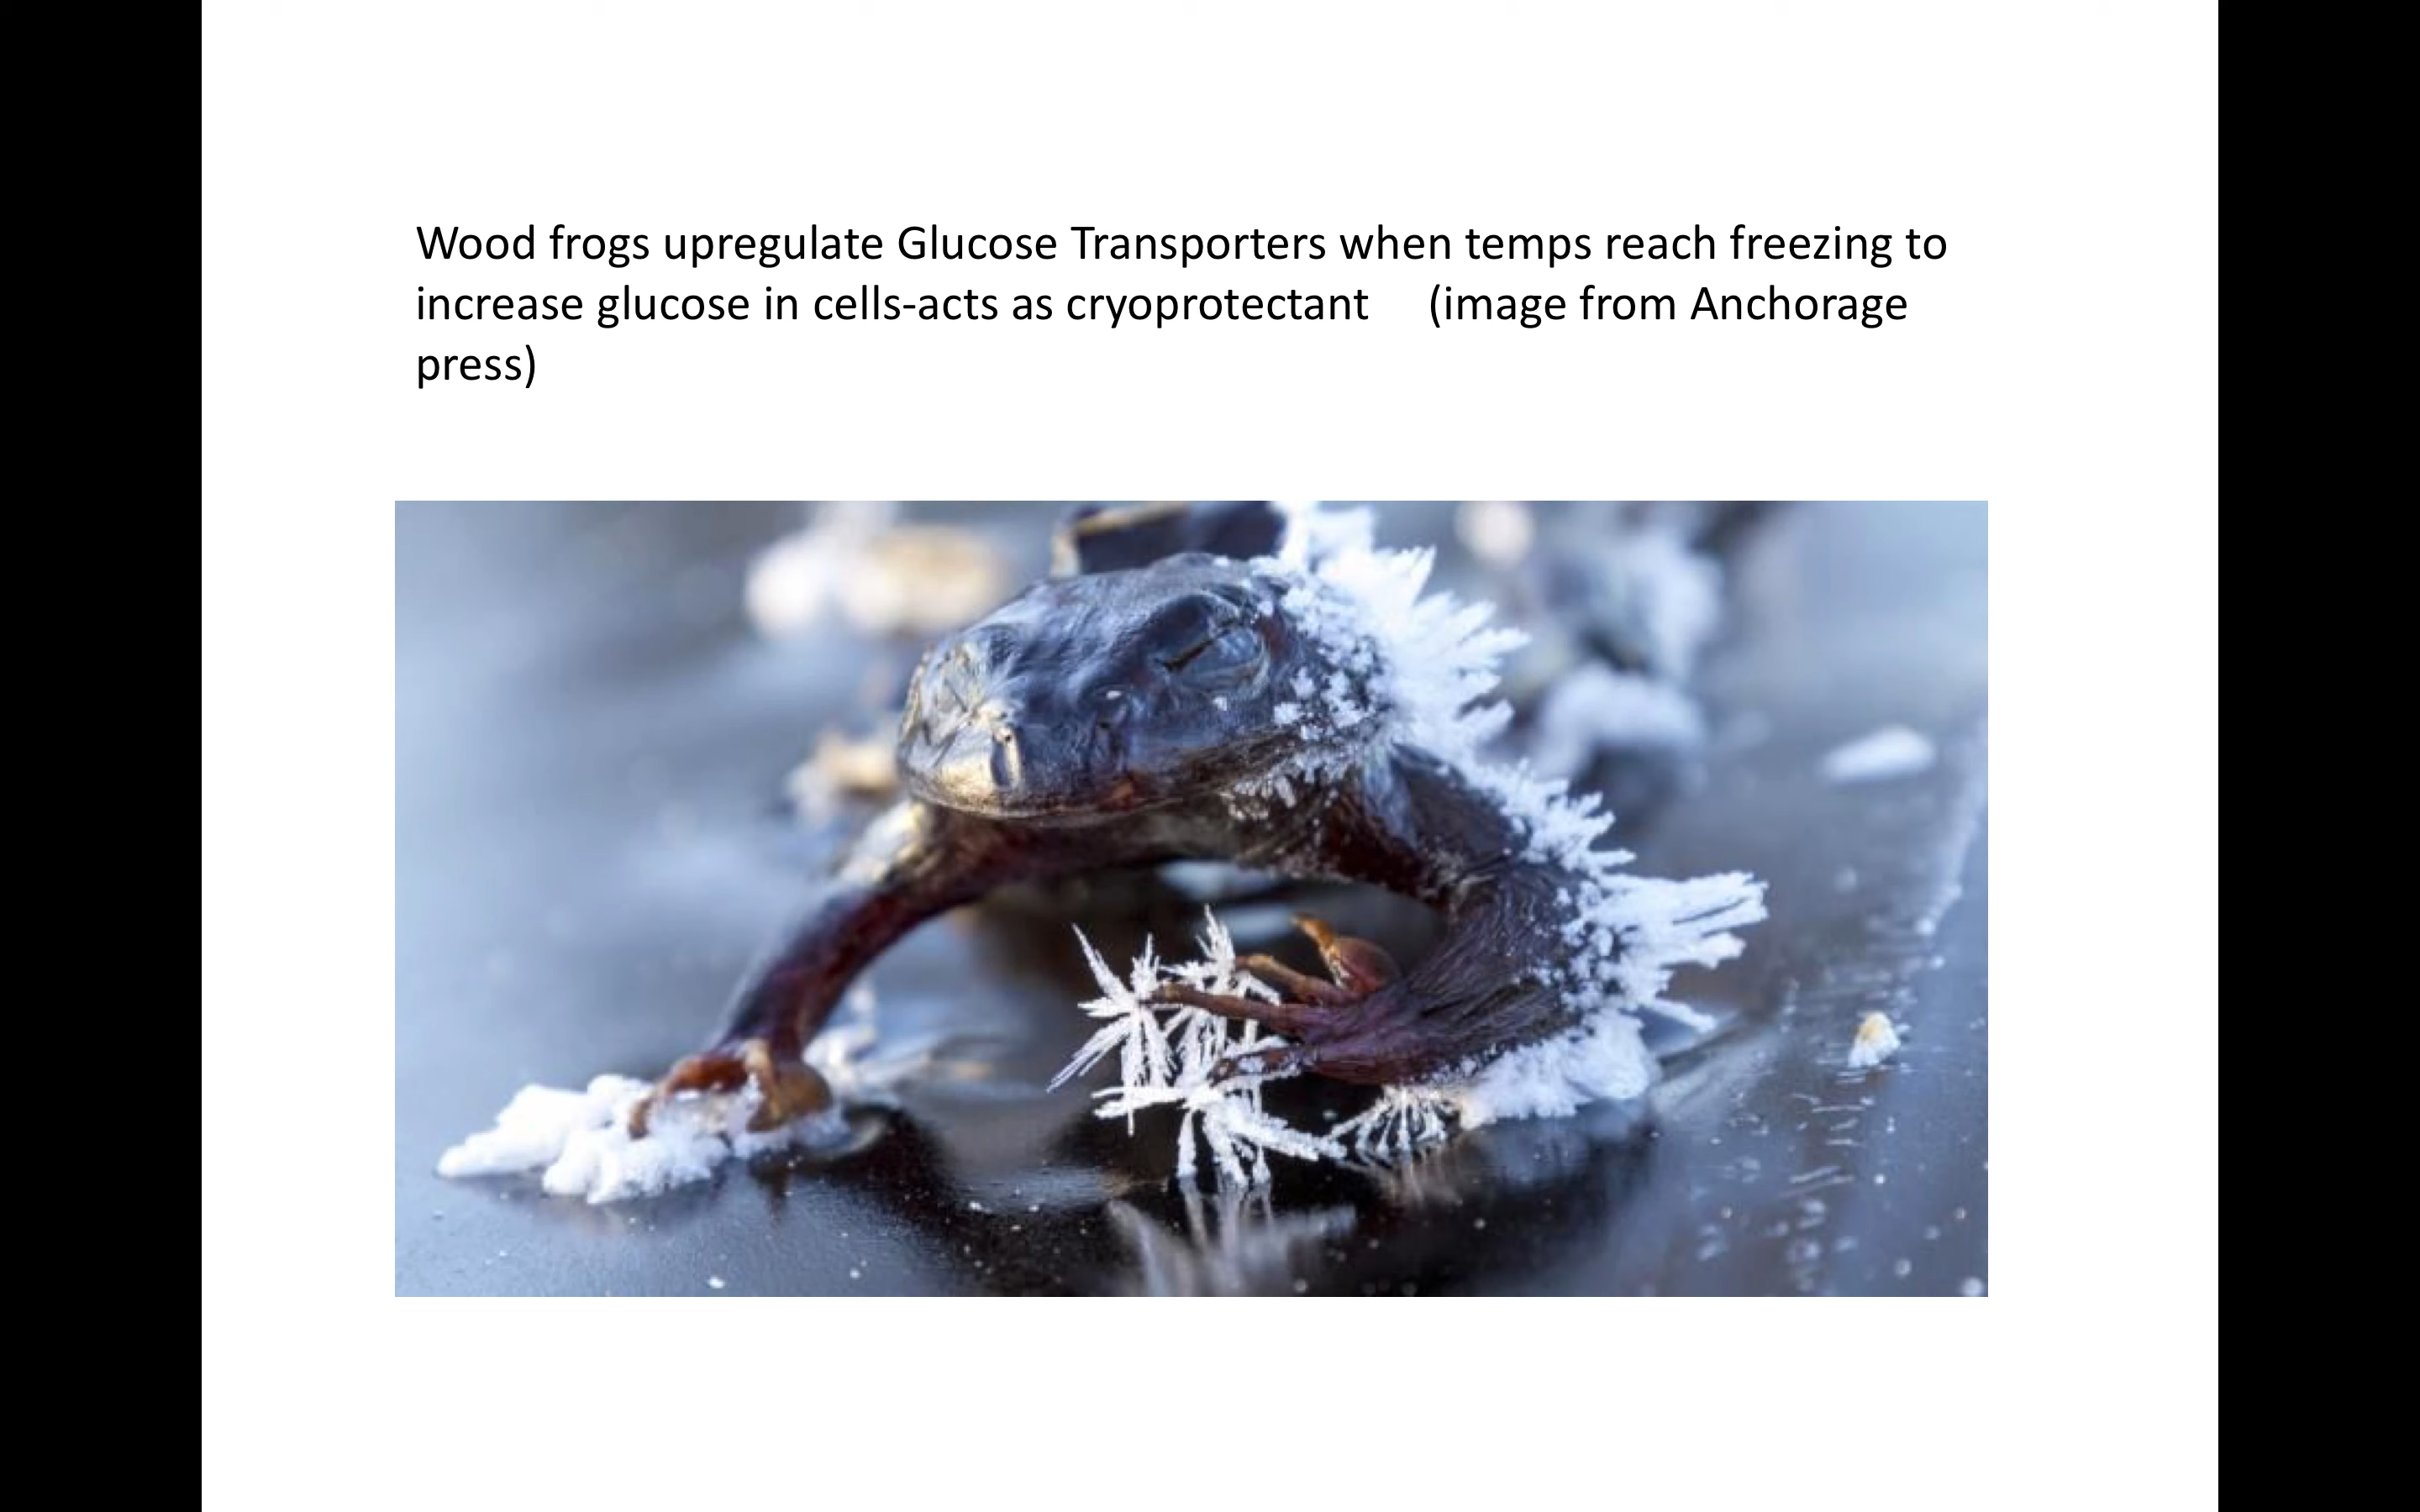 Wood frogs upregulate Glucose Transporters when temps reach freezing to
increase glucose in cells-acts as cryoprotectant     (image from Anchorage
press)